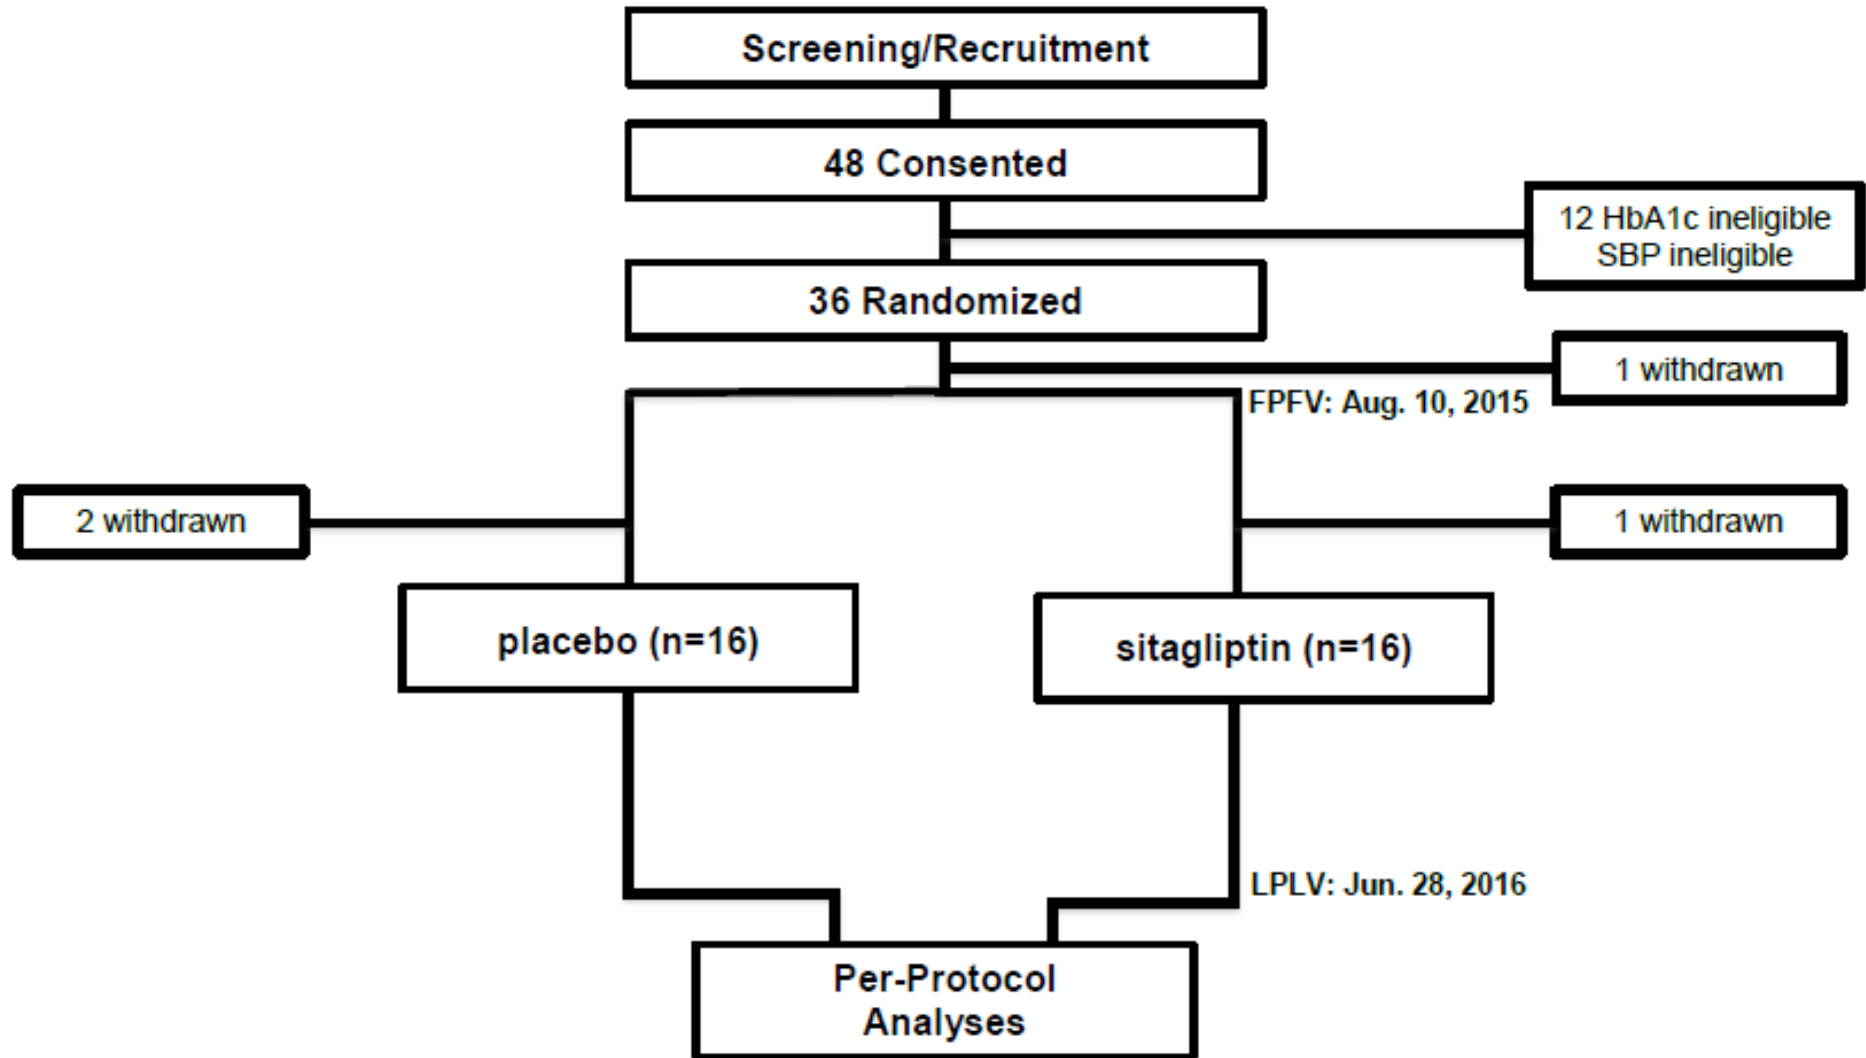 Screening/Recruitment
48 Consented
12 HbA1c ineligible
SBP ineligible
36 Randomized
1 withdrawn
FPFV: Aug. 10, 2015
2 withdrawn
1 withdrawn
placebo (n=16)
sitagliptin (n=16)
LPLV: Jun. 28, 2016
Per-Protocol
Analyses